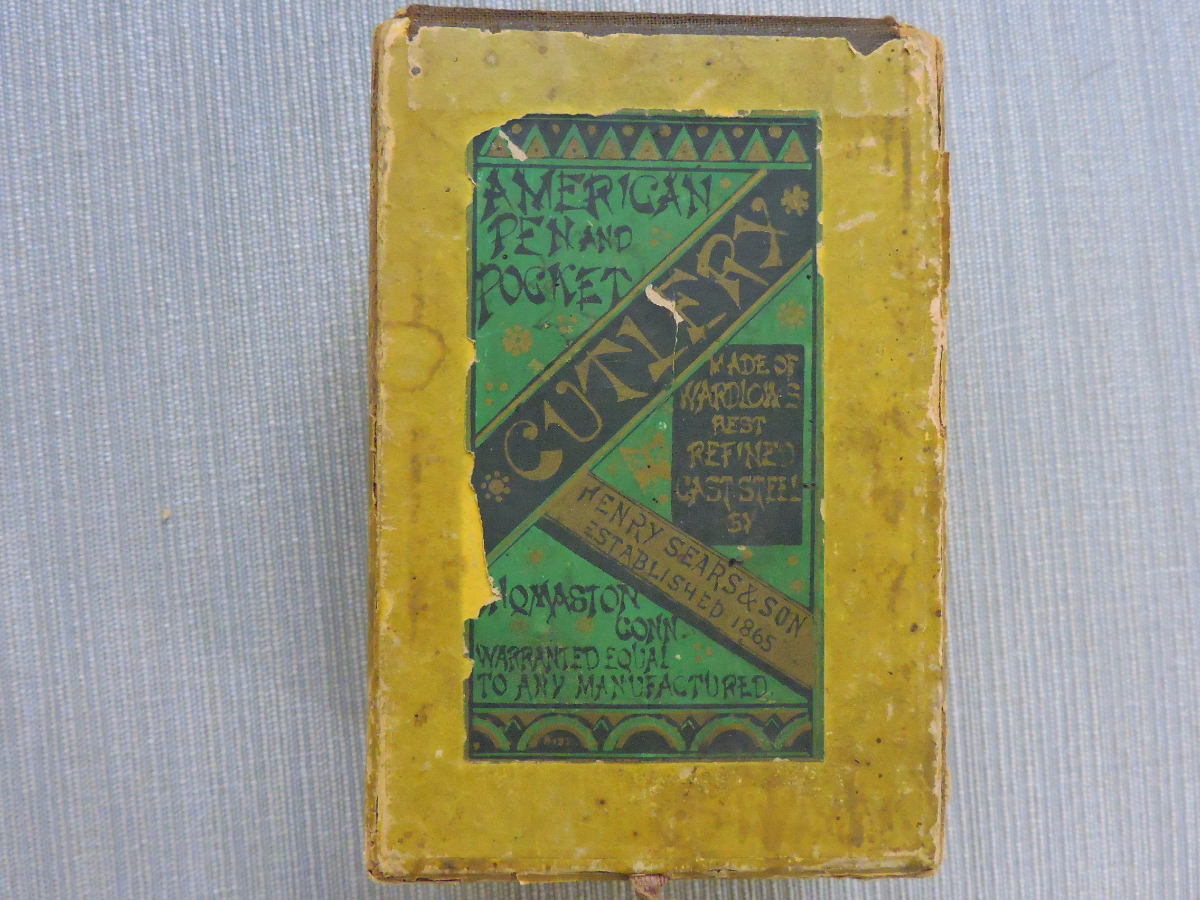 AMERICAN
PEN AND
POCKET
CUTLERY
MADE OF
WARDLOW'S
BEST
REFINED
CAST STEEL
BY
HENRY SEARS & SON
ESTABLISHED 1865
HOMASTON
CONN.
WARRANTED EQUAL
TO ANY MANUFACTURED